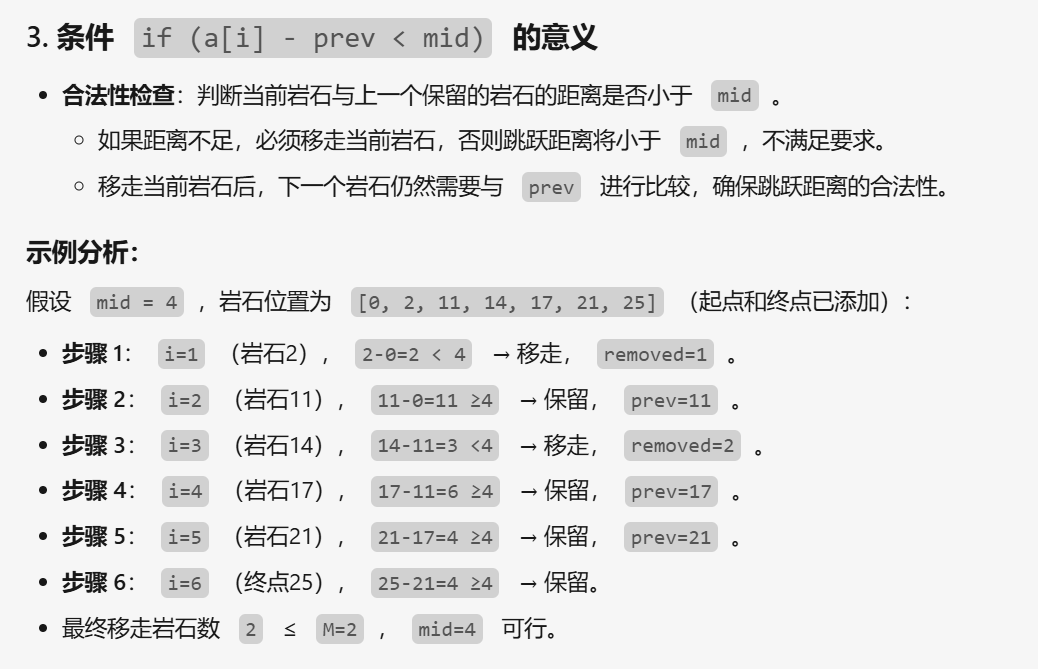 3. 条件 if (a[i] - prev < mid) 的意义
• 合法性检查：判断当前岩石与上一个保留的岩石的距离是否小于 mid 。
◦ 如果距离不足，必须移走当前岩石，否则跳跃距离将小于 mid ，不满足要求。
◦ 移走当前岩石后，下一个岩石仍然需要与 prev 进行比较，确保跳跃距离的合法性。
示例分析：
假设 mid = 4 ，岩石位置为 [0, 2, 11, 14, 17, 21, 25] （起点和终点已添加）：
• 步骤 1： i=1 （岩石2）， 2-0=2 < 4 → 移走， removed=1 。
• 步骤 2： i=2 （岩石11）， 11-0=11 ≥4 → 保留， prev=11 。
• 步骤 3： i=3 （岩石14）， 14-11=3 <4 → 移走， removed=2 。
• 步骤 4： i=4 （岩石17）， 17-11=6 ≥4 → 保留， prev=17 。
• 步骤 5： i=5 （岩石21）， 21-17=4 ≥4 → 保留， prev=21 。
• 步骤 6： i=6 （终点25）， 25-21=4 ≥4 → 保留。
• 最终移走岩石数 2 ≤ M=2 ， mid=4 可行。